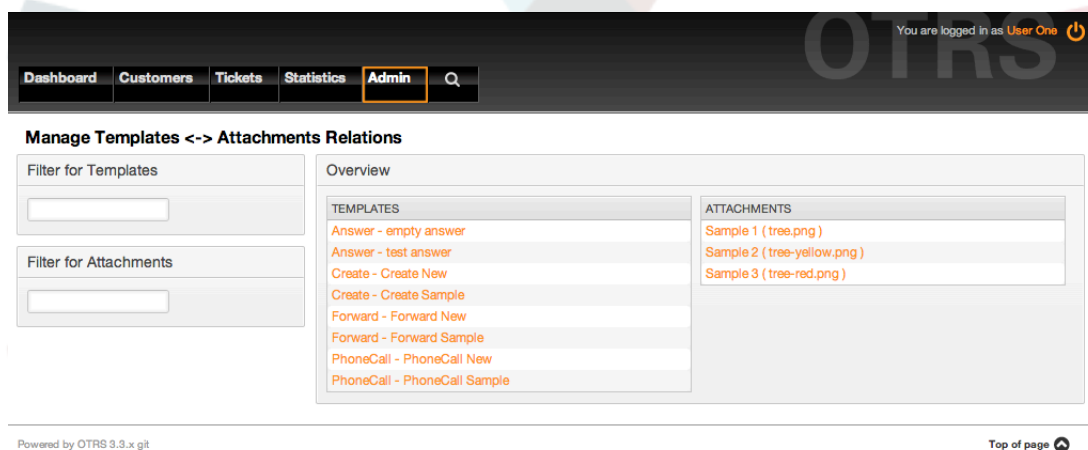 OTRS
You are logged in as User One
Dashboard Customers Tickets Statistics Admin
Manage Templates <-> Attachments Relations
Filter for Templates
Filter for Attachments
Overview
TEMPLATES
Answer - empty answer
Answer - test answer
Create - Create New
Create - Create Sample
Forward - Forward New
Forward - Forward Sample
PhoneCall - PhoneCall New
PhoneCall - PhoneCall Sample
ATTACHMENTS
Sample 1 ( tree.png )
Sample 2 ( tree-yellow.png )
Sample 3 ( tree-red.png )
Powered by OTRS 3.3.x git
Top of page